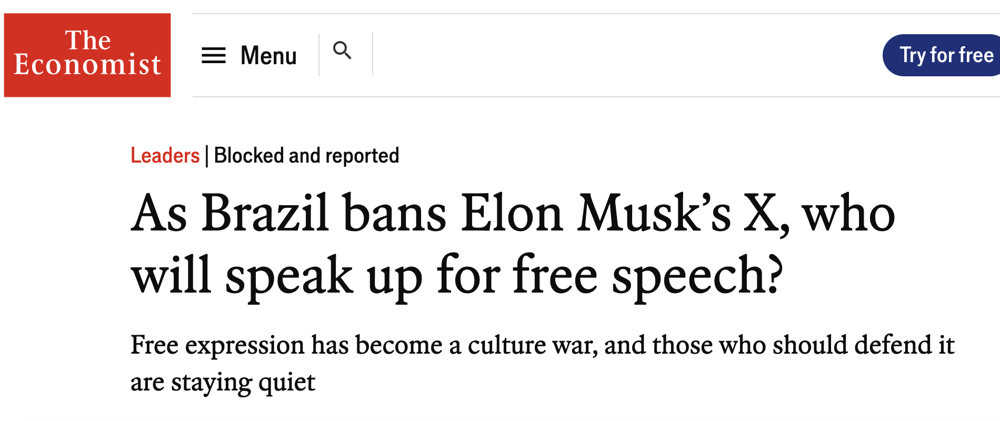 The
Economist
Menu
Try for free
Leaders | Blocked and reported
As Brazil bans Elon Musk’s X, who
will speak up for free speech?
Free expression has become a culture war, and those who should defend it
are staying quiet